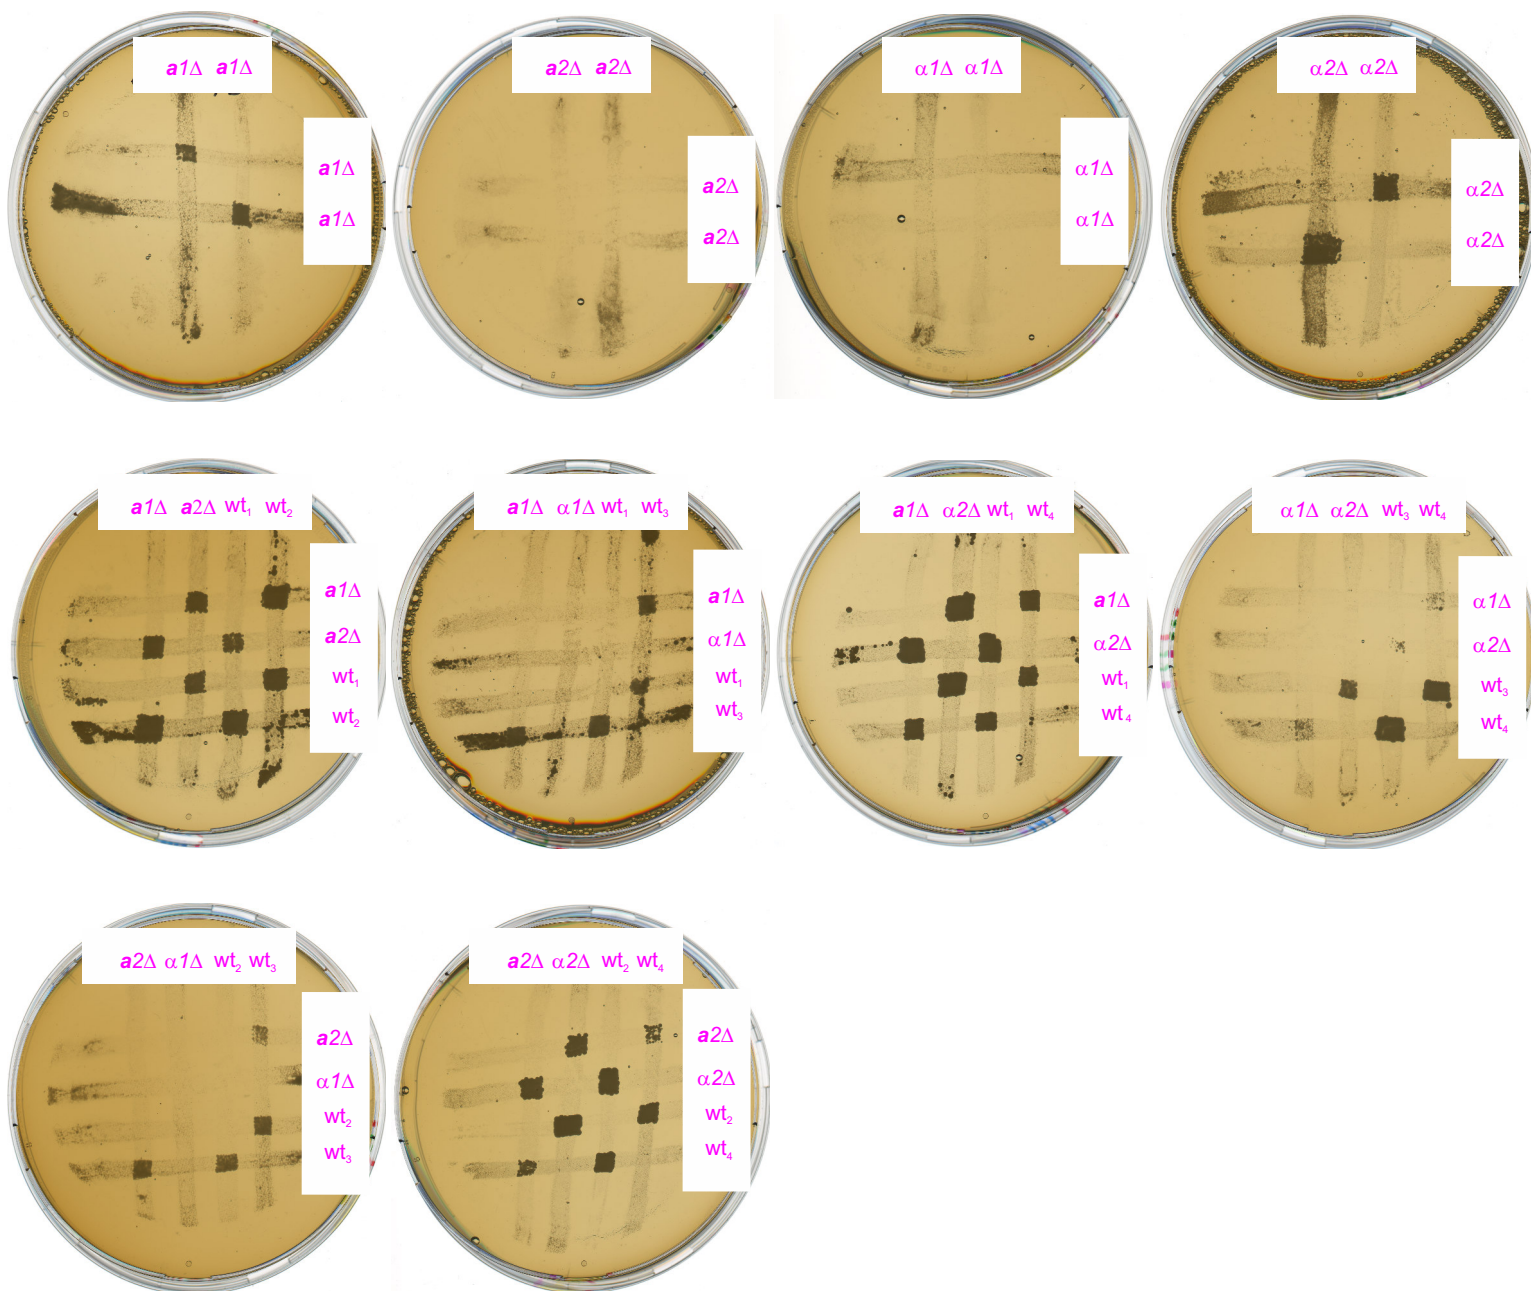 a1Δ a1Δ
a1Δ
a1Δ
a2Δ a2Δ
a2Δ
a2Δ
α1Δ α1Δ
α1Δ
α1Δ
α2Δ α2Δ
α2Δ
α2Δ
a1Δ a2Δ wt₁ wt₂
a1Δ
a2Δ
wt₁
wt₂
a1Δ α1Δ wt₁ wt₃
a1Δ
α1Δ
wt₁
wt₃
a1Δ α2Δ wt₁ wt₄
a1Δ
α2Δ
wt₁
wt₄
α1Δ α2Δ wt₃ wt₄
α1Δ
α2Δ
wt₃
wt₄
a2Δ α1Δ wt₂ wt₃
a2Δ
α1Δ
wt₂
wt₃
a2Δ α2Δ wt₂ wt₄
a2Δ
α2Δ
wt₂
wt₄